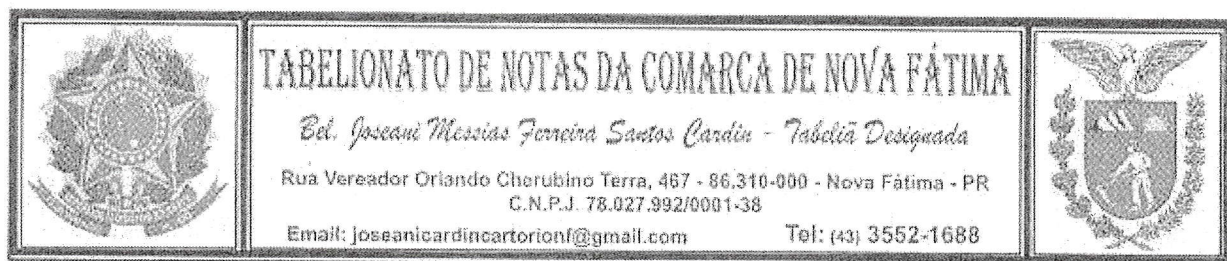 TABELIONATO DE NOTAS DA COMARCA DE NOVA FÁTIMA
Bel. Joseani Messias Ferreira Santos Cardin - Tabeliã Designada
Rua Vereador Orlando Cherubino Terra, 467 - 86.310-000 - Nova Fátima - PR
C.N.P.J. 78.027.992/0001-38
Email: joseanicardincartorionf@gmail.com Tel: (43) 3552-1688